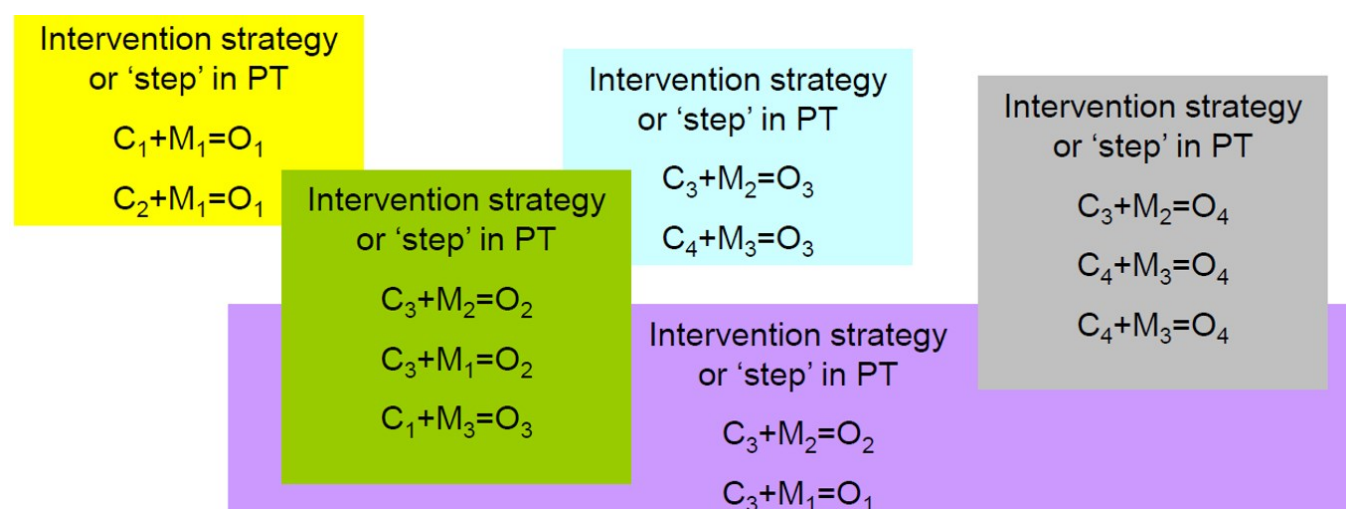 Intervention strategy
or ‘step’ in PT
C₁+M₁=O₁
C₂+M₁=O₁
Intervention strategy
or ‘step’ in PT
C₃+M₂=O₂
C₃+M₁=O₂
C₁+M₃=O₃
Intervention strategy
or ‘step’ in PT
C₃+M₂=O₃
C₄+M₃=O₃
Intervention strategy
or ‘step’ in PT
C₃+M₂=O₂
C₃+M₁=O₁
Intervention strategy
or ‘step’ in PT
C₃+M₂=O₄
C₄+M₃=O₄
C₄+M₃=O₄